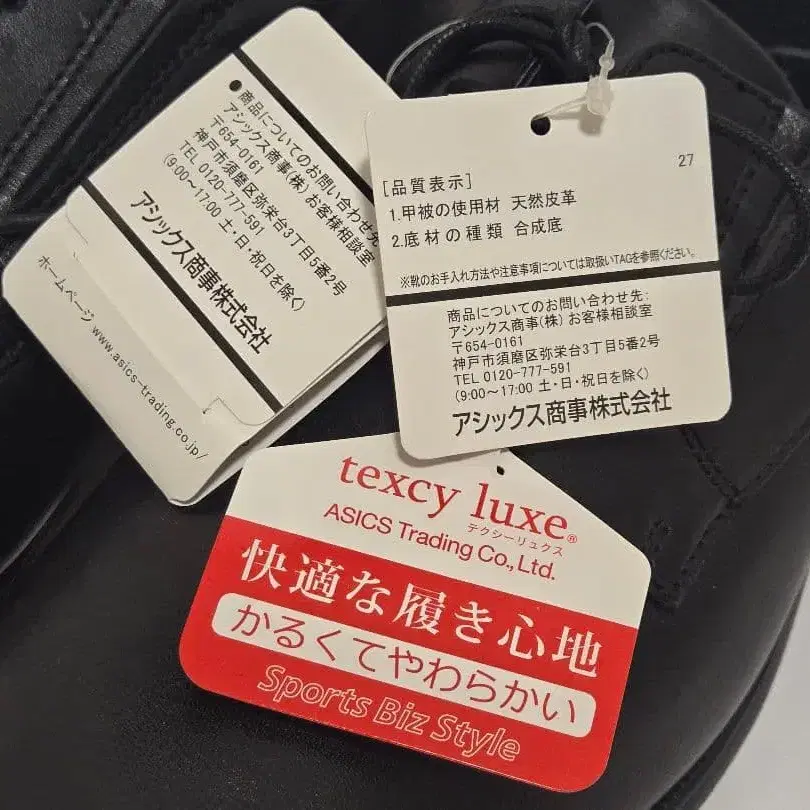 商品についてのお問い合わせ先
アシックス商事(株)お客様相談室
〒654-0161
神戸市須磨区弥栄台3丁目5番2号
TEL 0120-777-591
(9:00～17:00 土・日・祝日を除く)
アシックス商事株式会社
ホームページ www.asics-trading.co.jp/
27
[品質表示]
1.甲被の使用材 天然皮革
2.底材の種類 合成底
※靴のお手入れ方法や注意事項については取扱いTAGを参照ください。
商品についてのお問い合わせ先:
アシックス商事(株)お客様相談室
〒654-0161
神戸市須磨区弥栄台3丁目5番2号
TEL 0120-777-591
(9:00～17:00 土・日・祝日を除く)
アシックス商事株式会社
texcy luxe®
テクシーリュクス
ASICS Trading Co.,Ltd.
快適な履き心地
かるくてやわらかい
Sports Biz Style